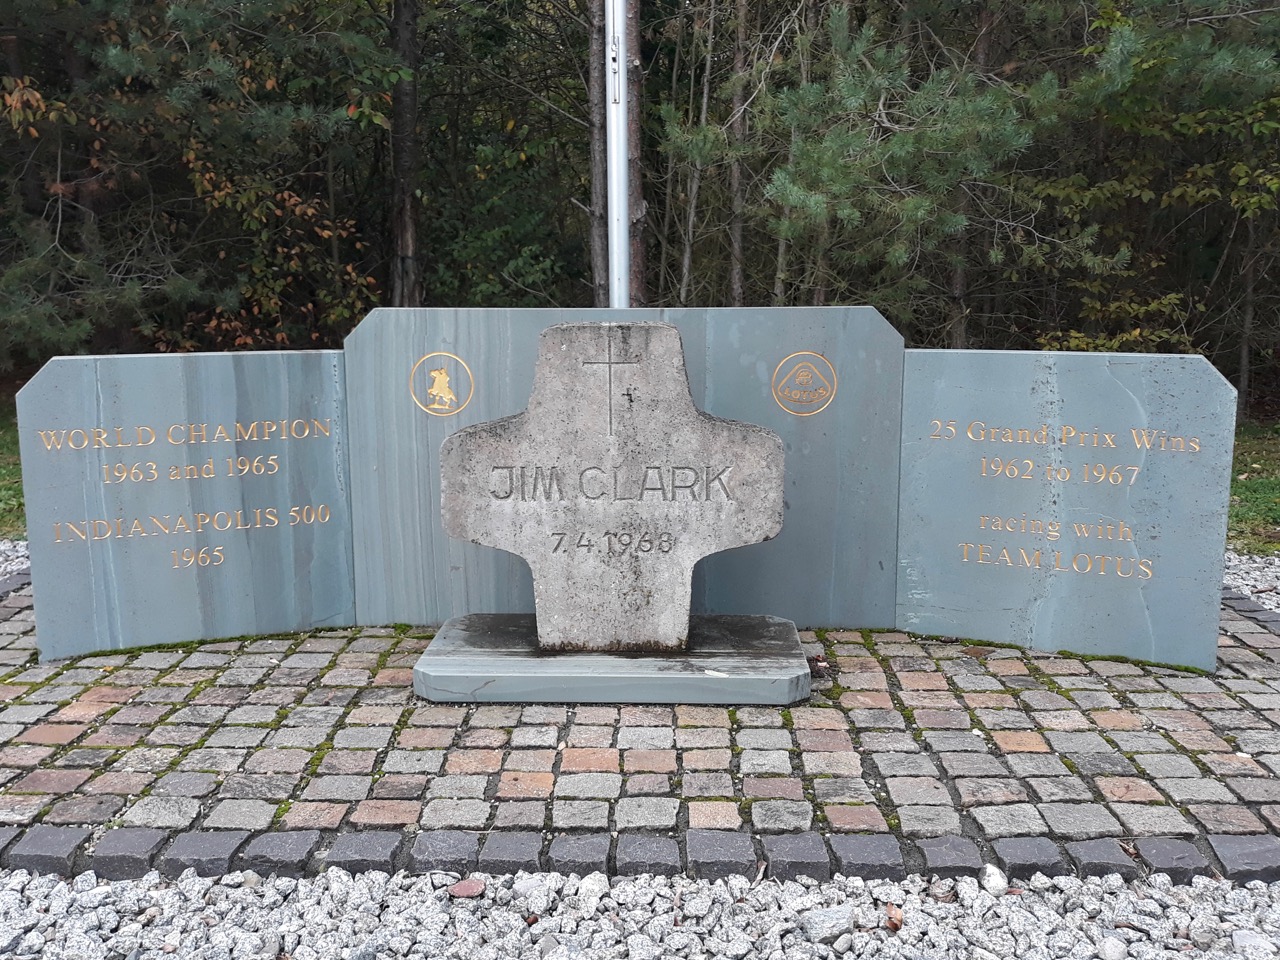 WORLD CHAMPION
1963 and 1965
INDIANAPOLIS 500
1965
JIM CLARK
7.4.1968
LOTUS
25 Grand Prix Wins
1962 to 1967
racing with
TEAM LOTUS